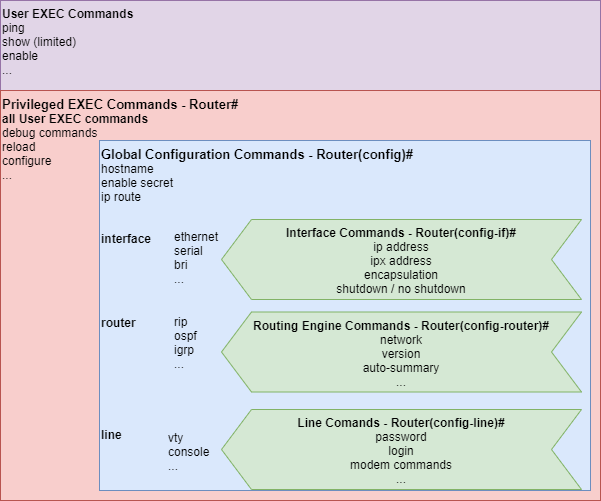 User EXEC Commands
ping
show (limited)
enable
...
Privileged EXEC Commands - Router#
all User EXEC commands
debug commands
reload
configure
...
Global Configuration Commands - Router(config)#
hostname
enable secret
ip route
interface
ethernet
serial
bri
...
Interface Commands - Router(config-if)#
ip address
ipx address
encapsulation
shutdown / no shutdown
router
rip
ospf
igrp
...
Routing Engine Commands - Router(config-router)#
network
version
auto-summary
...
line
vty
console
...
Line Comands - Router(config-line)#
password
login
modem commands
...